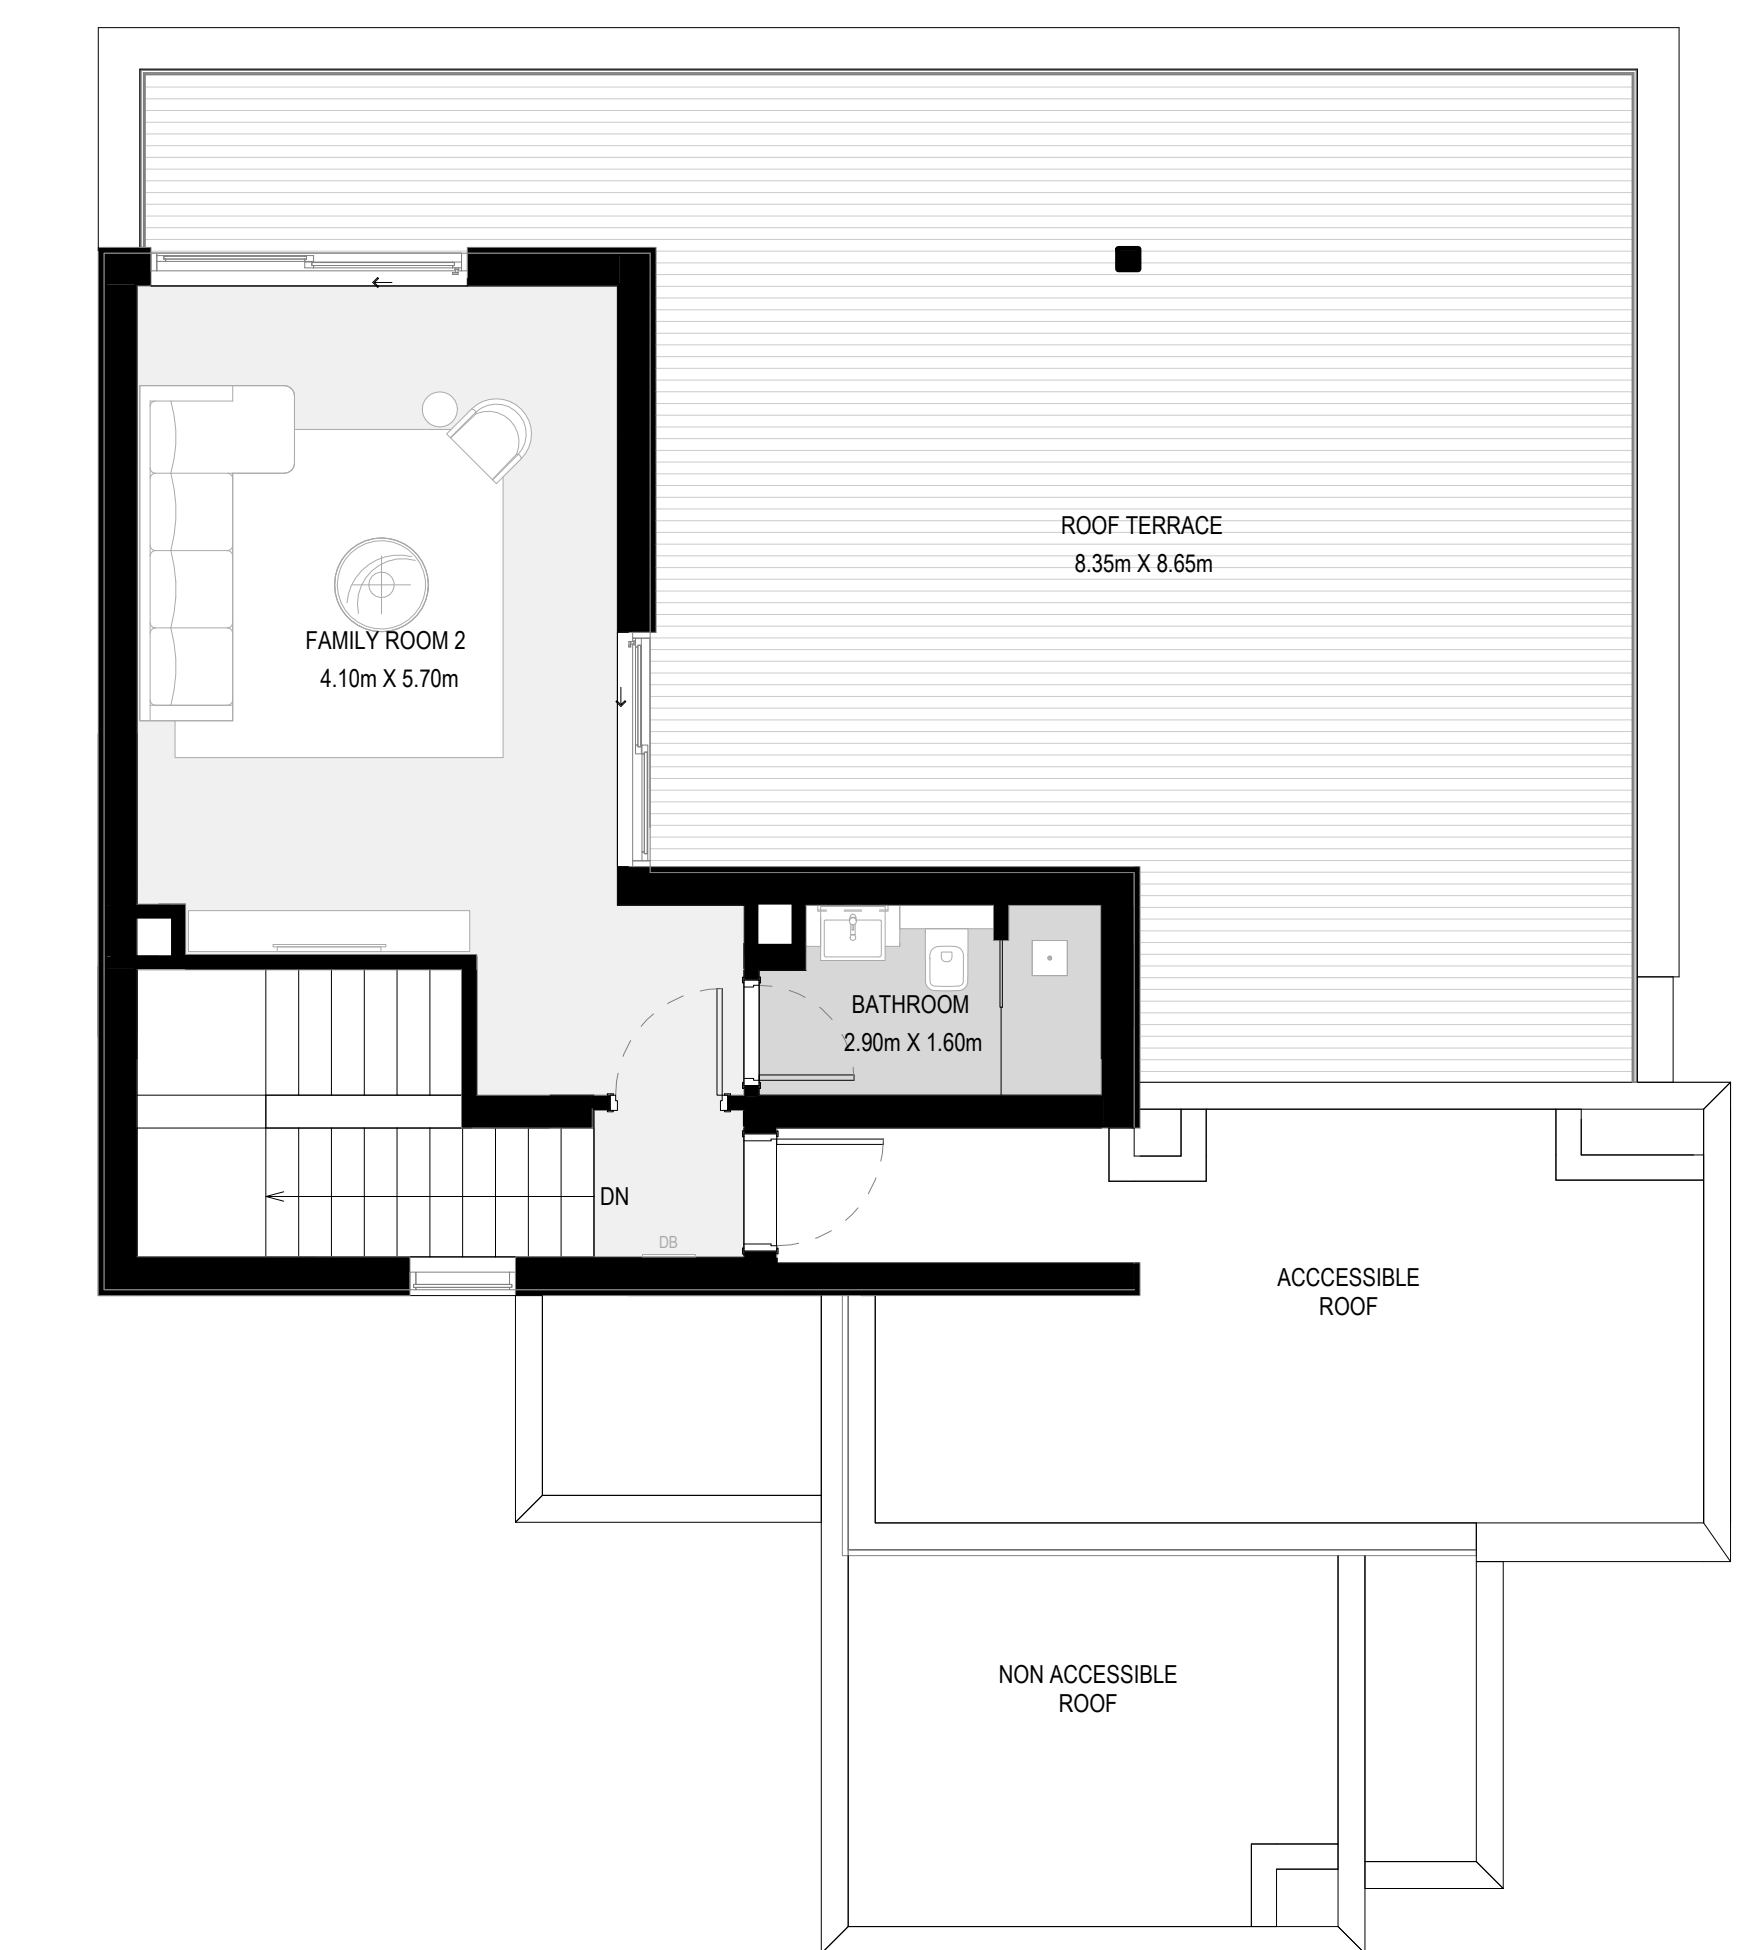 ROOF TERRACE
8.35m X 8.65m
FAMILY ROOM 2
4.10m X 5.70m
BATHROOM
2.90m X 1.60m
DN
DB
ACCCESSIBLE
ROOF
NON ACCESSIBLE
ROOF